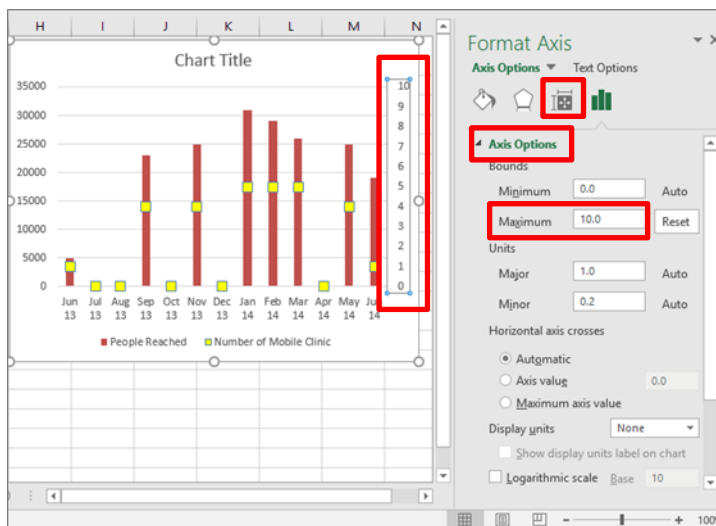 H I J K L M N
Chart Title
35000
30000
25000
20000
15000
10000
5000
0
10
9
8
7
6
5
4
3
2
1
0
Jun Jul Aug Sep Oct Nov Dec Jan Feb Mar Apr May Ju
13 13 13 13 13 13 13 14 14 14 14 14 14
People Reached Number of Mobile Clinic
Format Axis
Axis Options Text Options
Axis Options
Bounds
Minimum 0.0 Auto
Maximum 10.0 Reset
Units
Major 1.0 Auto
Minor 0.2 Auto
Horizontal axis crosses
Automatic
Axis value 0.0
Maximum axis value
Display units None
Show display units label on chart
Logarithmic scale Base 10
100%